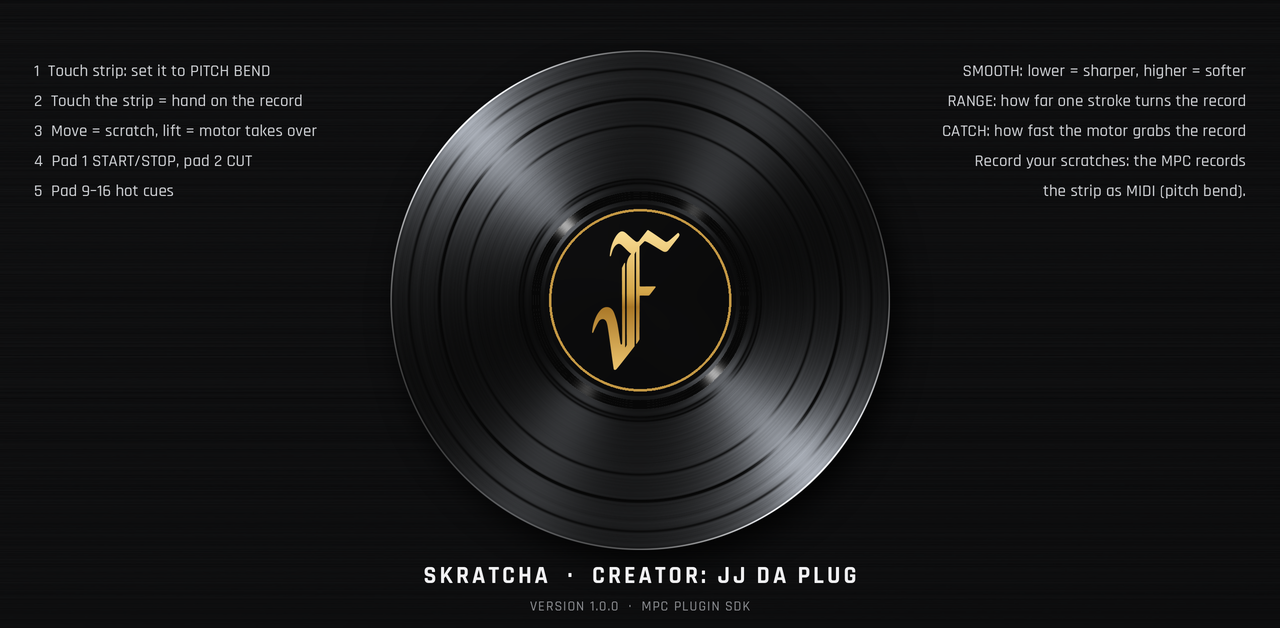 1 Touch strip: set it to PITCH BEND
2 Touch the strip = hand on the record
3 Move = scratch, lift = motor takes over
4 Pad 1 START/STOP, pad 2 CUT
5 Pad 9-16 hot cues
SMOOTH: lower = sharper, higher = softer
RANGE: how far one stroke turns the record
CATCH: how fast the motor grabs the record
Record your scratches: the MPC records
the strip as MIDI (pitch bend).
F
SKRATCHA · CREATOR: JJ DA PLUG
VERSION 1.0.0 · MPC PLUGIN SDK